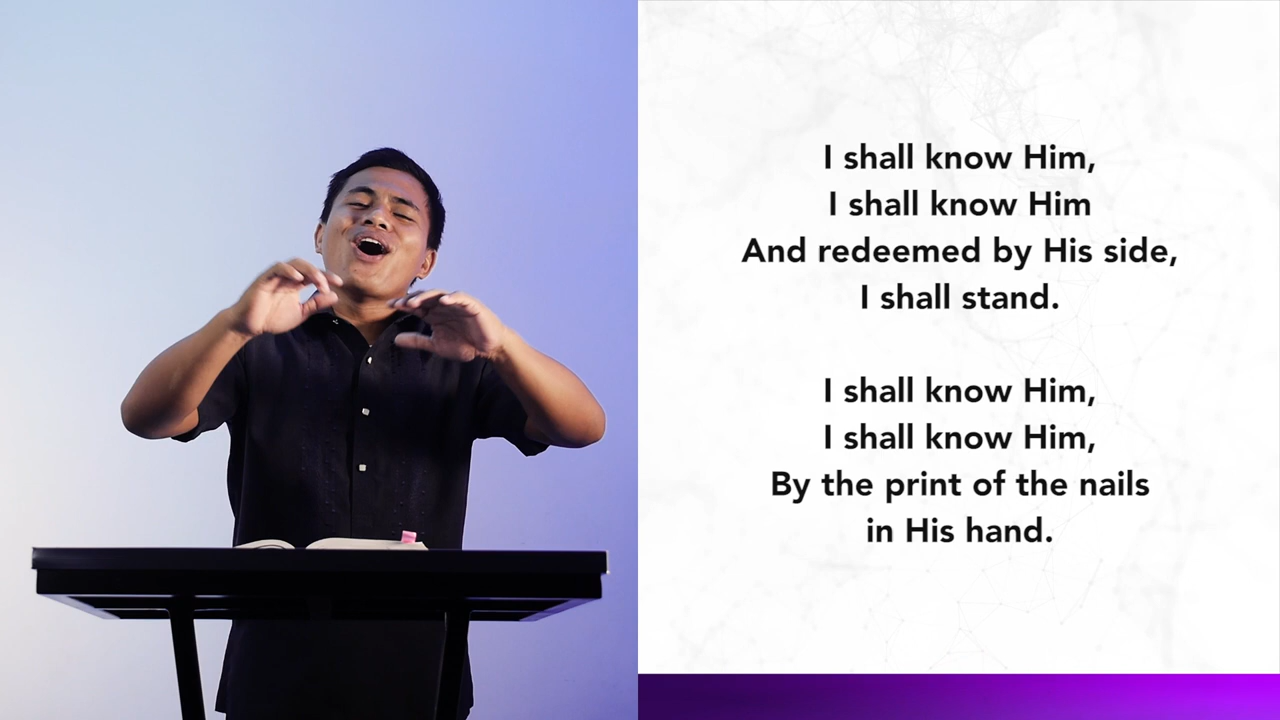 I shall know Him,
I shall know Him
And redeemed by His side,
I shall stand.
I shall know Him,
I shall know Him,
By the print of the nails
in His hand.